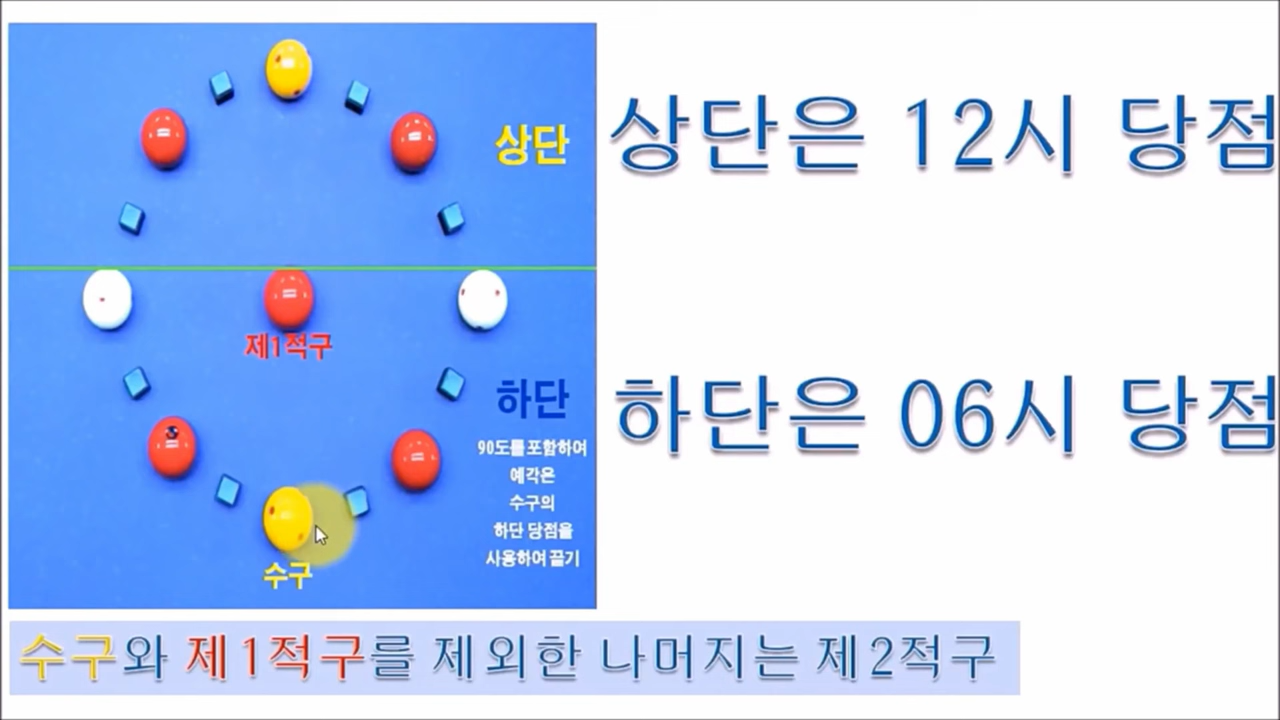 상단
상단은 12시 당점
제1적구
하단
하단은 06시 당점
90도를 포함하여
예각은
수구의
하단 당점을
사용하여 끌기
수구
수구와 제1적구를 제외한 나머지는 제2적구